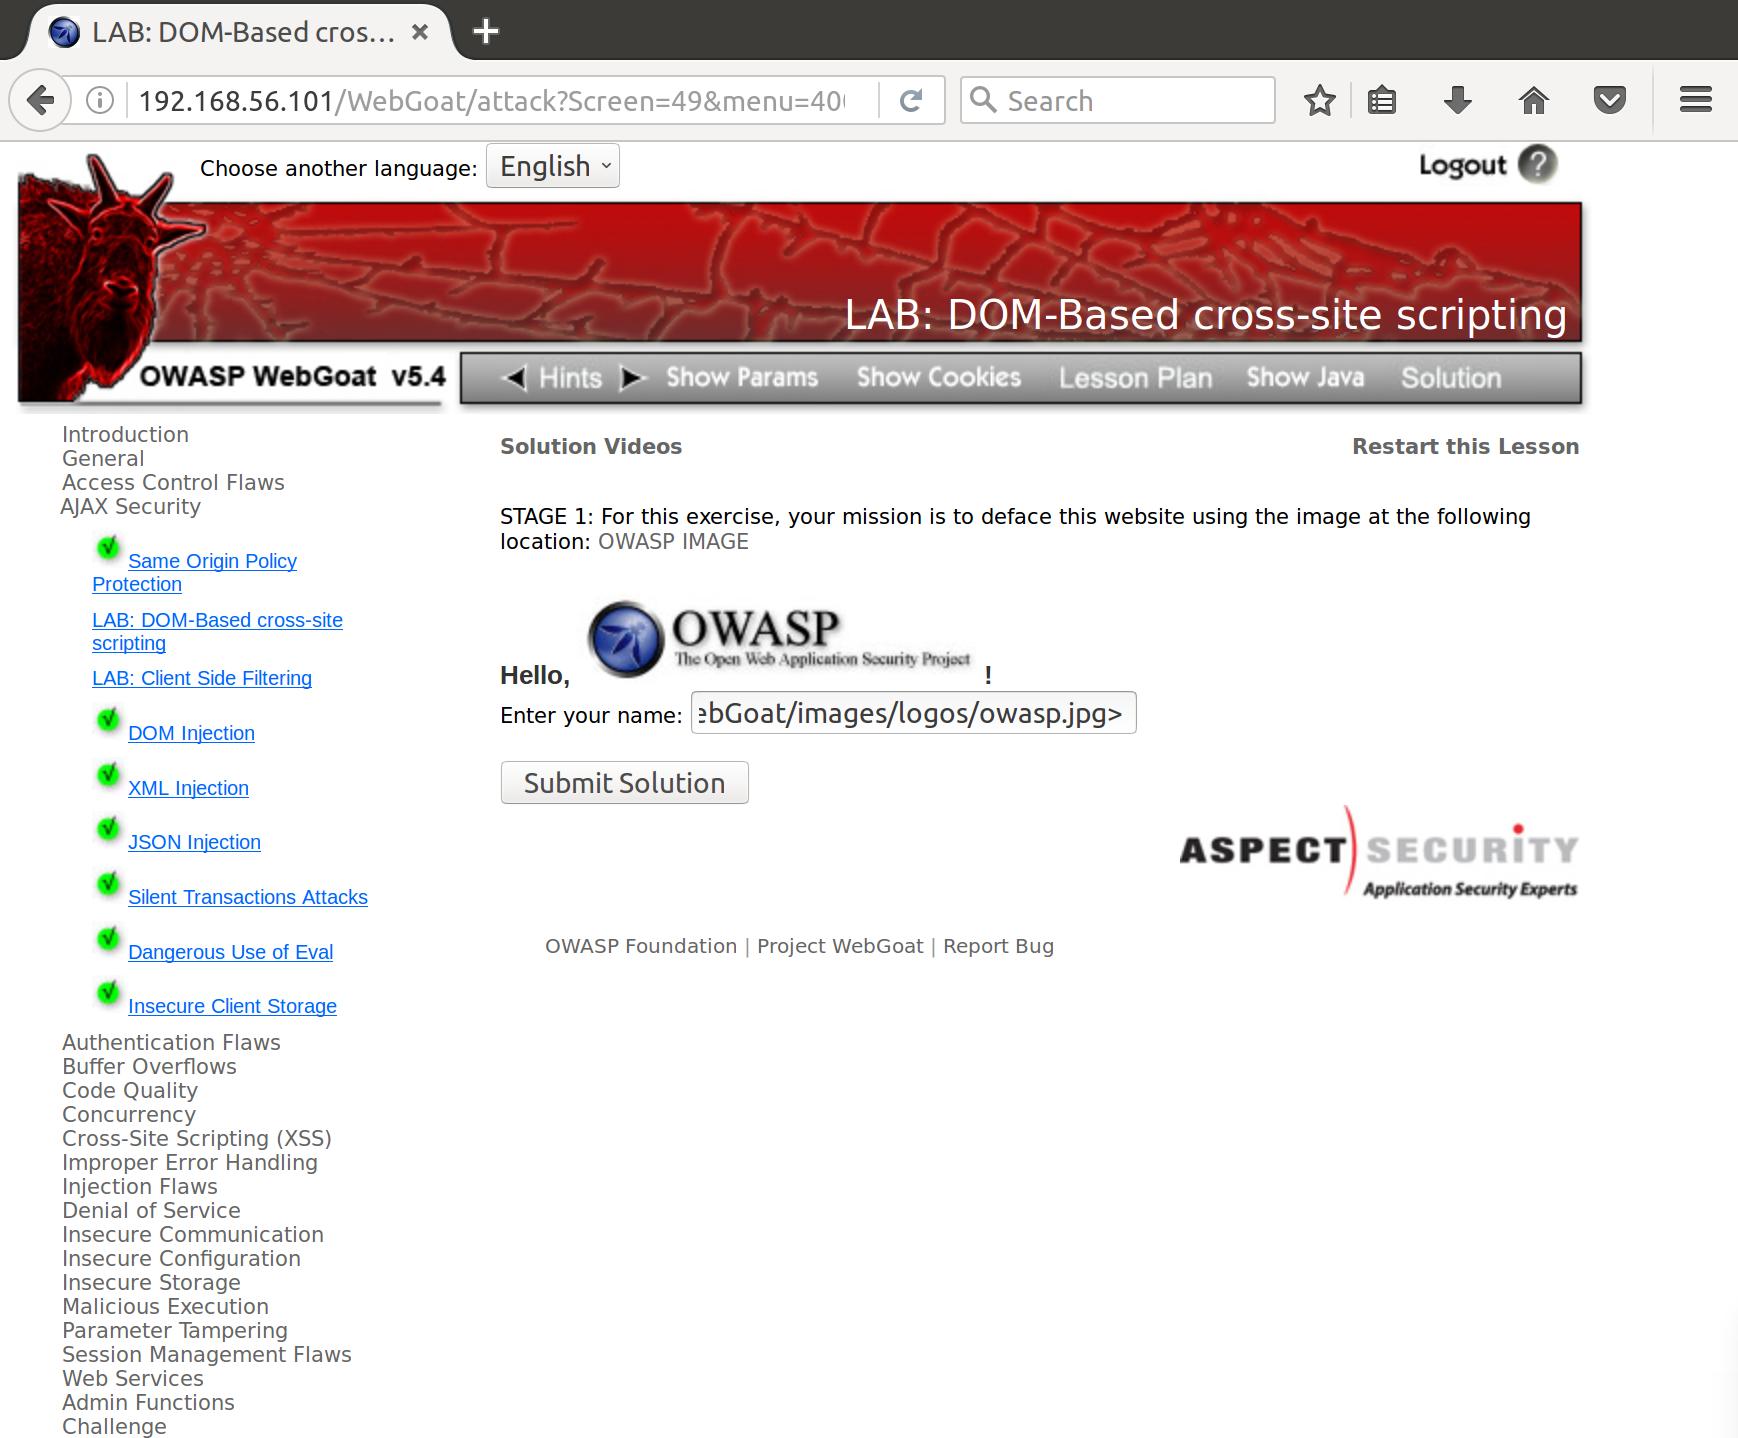 LAB: DOM-Based cros...
192.168.56.101/WebGoat/attack?Screen=49&menu=40
Search
Choose another language: English
Logout ?
LAB: DOM-Based cross-site scripting
OWASP WebGoat v5.4
Hints Show Params Show Cookies Lesson Plan Show Java Solution
Introduction
General
Access Control Flaws
AJAX Security
Same Origin Policy
Protection
LAB: DOM-Based cross-site
scripting
LAB: Client Side Filtering
DOM Injection
XML Injection
JSON Injection
Silent Transactions Attacks
Dangerous Use of Eval
Insecure Client Storage
Authentication Flaws
Buffer Overflows
Code Quality
Concurrency
Cross-Site Scripting (XSS)
Improper Error Handling
Injection Flaws
Denial of Service
Insecure Communication
Insecure Configuration
Insecure Storage
Malicious Execution
Parameter Tampering
Session Management Flaws
Web Services
Admin Functions
Challenge
Solution Videos
Restart this Lesson
STAGE 1: For this exercise, your mission is to deface this website using the image at the following
location: OWASP IMAGE
OWASP
The Open Web Application Security Project
Hello, !
Enter your name: ebGoat/images/logos/owasp.jpg>
Submit Solution
ASPECT SECURITY
Application Security Experts
OWASP Foundation | Project WebGoat | Report Bug